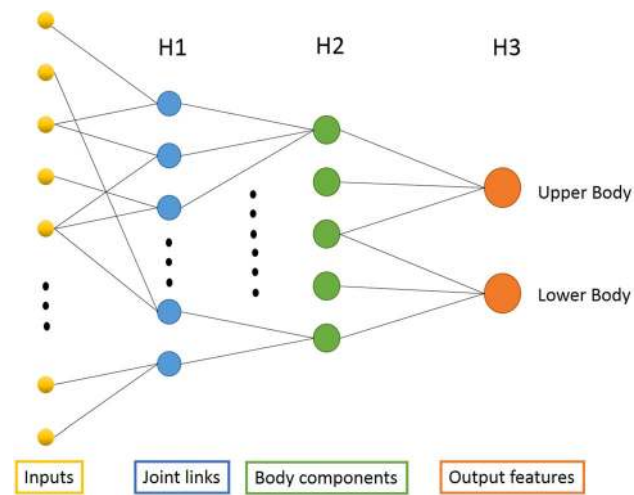 H1
H2
H3
Upper Body
Lower Body
Inputs
Joint links
Body components
Output features